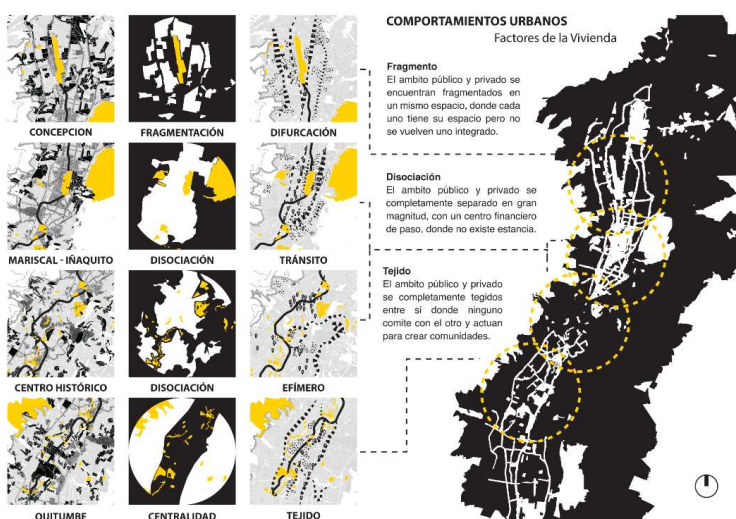 COMPORTAMIENTOS URBANOS
Factores de la Vivienda
Fragmento
El ambito público y privado se
encuentran fragmentados en
un mismo espacio, donde cada
uno tiene su espacio pero no
se vuelven uno integrado.
Disociación
El ambito público y privado se
completamente separado en gran
magnitud, con un centro financiero
de paso, donde no existe estancia.
Tejido
El ambito público y privado
se completamente tegidos
entre si donde ninguno
comite con el otro y actuan
para crear comunidades.
CONCEPCION
FRAGMENTACIÓN
DIFURCACIÓN
MARISCAL - IÑAQUITO
DISOCIACIÓN
TRÁNSITO
CENTRO HISTÓRICO
DISOCIACIÓN
EFÍMERO
QUITUMBE
CENTRALIDAD
TEJIDO